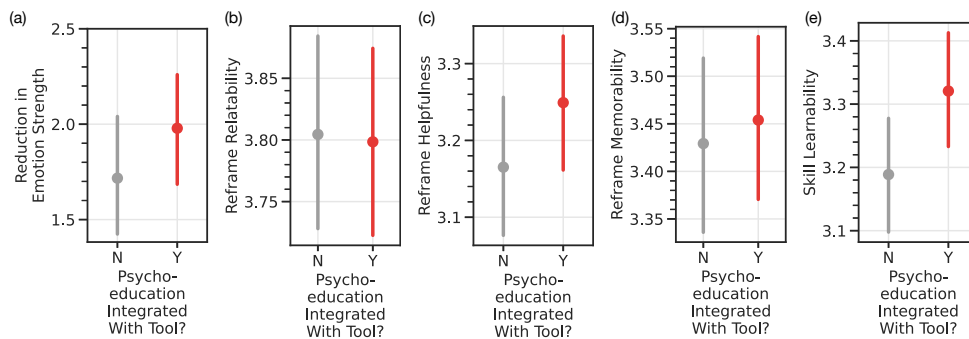 (a)
Reduction in
Emotion Strength
2.5
2.0
1.5
N Y
Psycho-
education
Integrated
With Tool?
(b)
Reframe Relatability
3.85
3.80
3.75
N Y
Psycho-
education
Integrated
With Tool?
(c)
Reframe Helpfulness
3.3
3.2
3.1
N Y
Psycho-
education
Integrated
With Tool?
(d)
Reframe Memorability
3.55
3.50
3.45
3.40
3.35
N Y
Psycho-
education
Integrated
With Tool?
(e)
Skill Learnability
3.4
3.3
3.2
3.1
N Y
Psycho-
education
Integrated
With Tool?